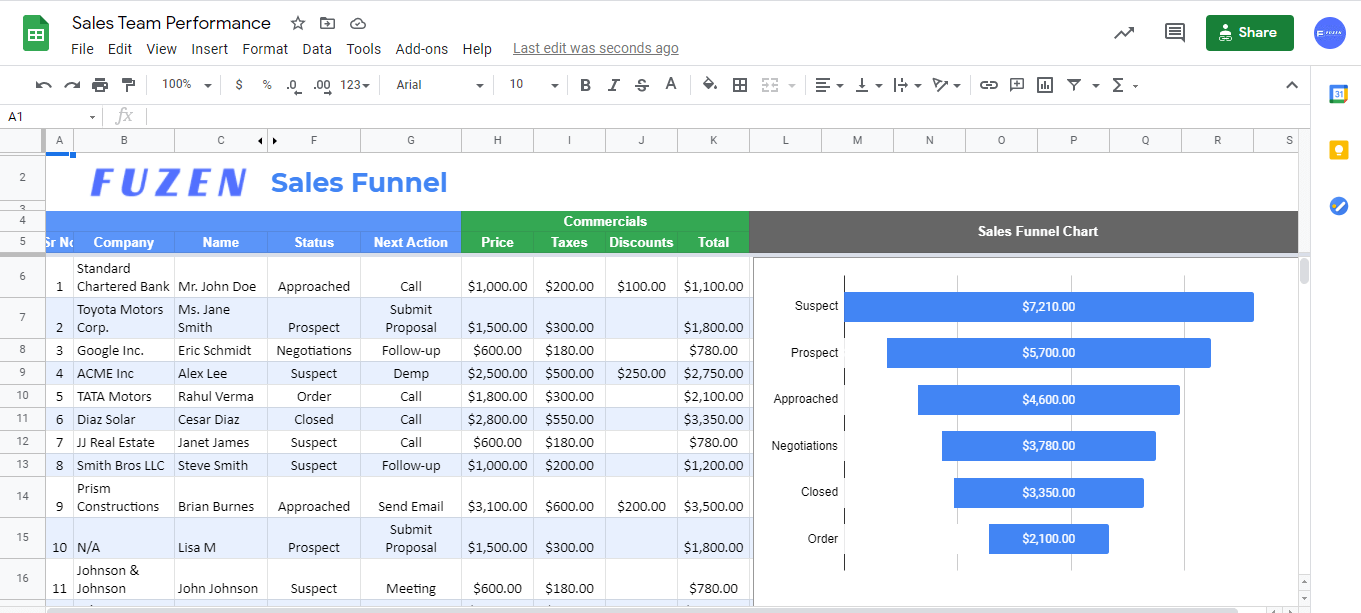 Sales Team Performance
File Edit View Insert Format Data Tools Add-ons Help Last edit was seconds ago
Share
FUZEN
100% $ % .0 .00 123 Arial 10 B I S A
31
A1 fx
A B C F G H I J K L M N O P Q R S
2 FUZEN Sales Funnel
3
4 Commercials
5 Sr No Company Name Status Next Action Price Taxes Discounts Total Sales Funnel Chart
6 1 Standard
Chartered Bank Mr. John Doe Approached Call $1,000.00 $200.00 $100.00 $1,100.00
7 2 Toyota Motors Ms. Jane Submit
Corp. Smith Prospect Proposal $1,500.00 $300.00 $1,800.00
8 3 Google Inc. Eric Schmidt Negotiations Follow-up $600.00 $180.00 $780.00
9 4 ACME Inc Alex Lee Suspect Demp $2,500.00 $500.00 $250.00 $2,750.00
10 5 TATA Motors Rahul Verma Order Call $1,800.00 $300.00 $2,100.00
11 6 Diaz Solar Cesar Diaz Closed Call $2,800.00 $550.00 $3,350.00
12 7 JJ Real Estate Janet James Suspect Call $600.00 $180.00 $780.00
13 8 Smith Bros LLC Steve Smith Suspect Follow-up $1,000.00 $200.00 $1,200.00
14 9 Prism
Constructions Brian Burnes Approached Send Email $3,100.00 $600.00 $200.00 $3,500.00
15 Submit
10 N/A Lisa M Prospect Proposal $1,500.00 $300.00 $1,800.00
16 11 Johnson &
Johnson John Johnson Suspect Meeting $600.00 $180.00 $780.00
Suspect $7,210.00
Prospect $5,700.00
Approached $4,600.00
Negotiations $3,780.00
Closed $3,350.00
Order $2,100.00